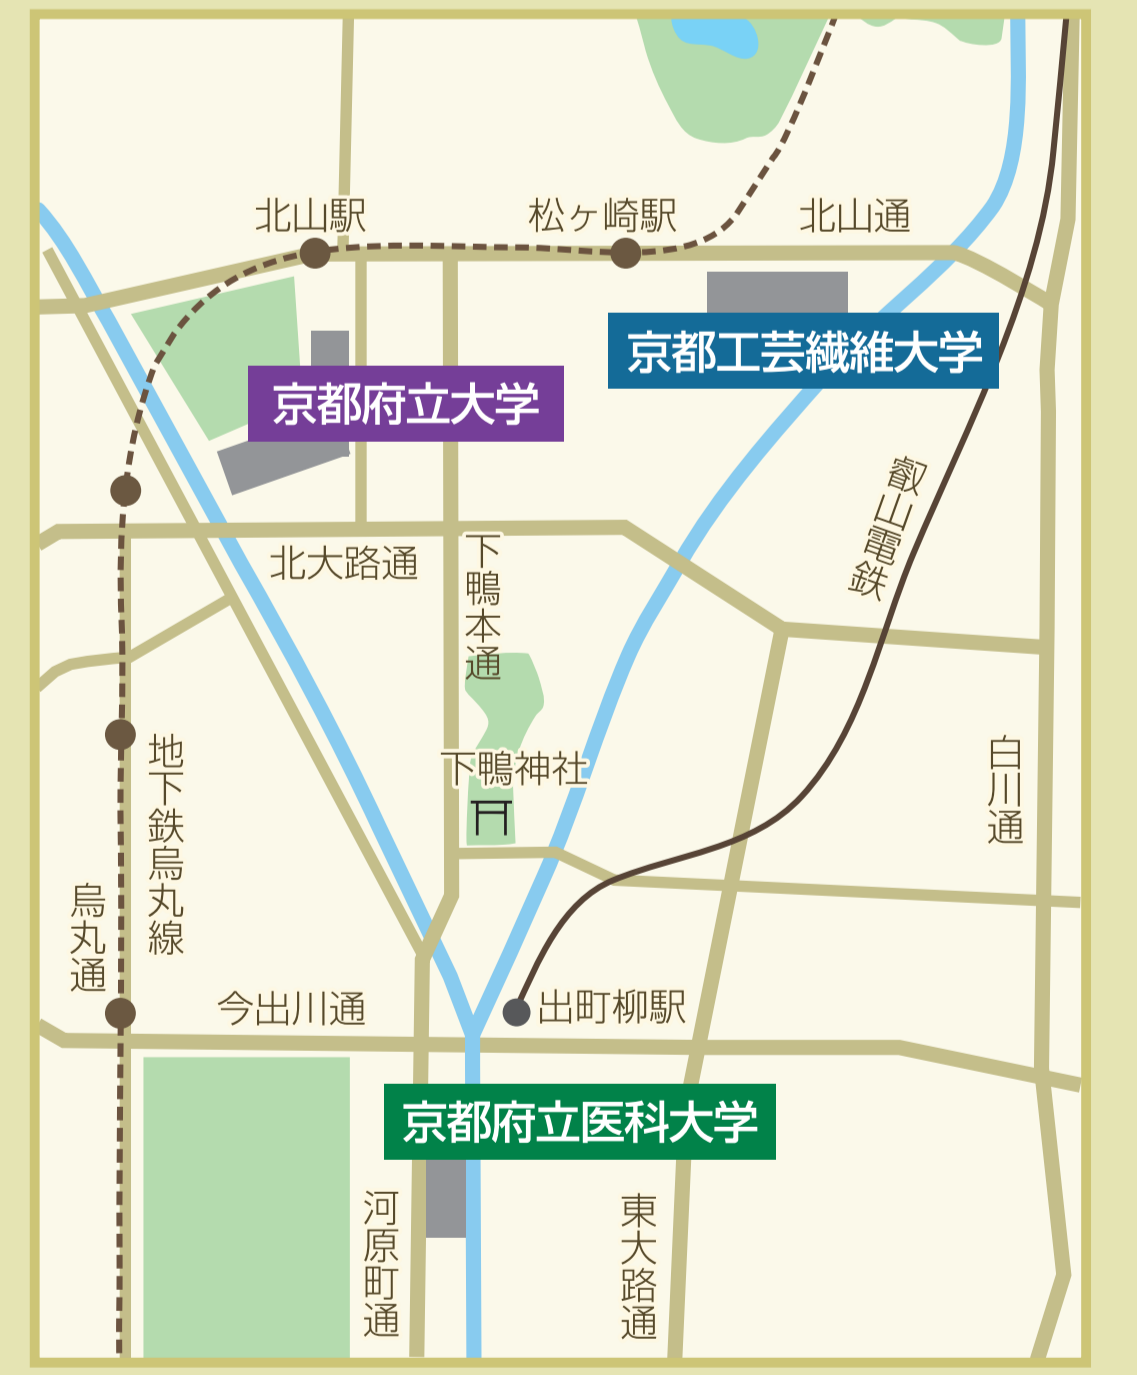 北山駅
松ヶ崎駅
北山通
京都工芸繊維大学
京都府立大学
叡山電鉄
北大路通
下鴨本通
下鴨神社
地下鉄烏丸線
白川通
烏丸通
今出川通
出町柳駅
京都府立医科大学
河原町通
東大路通